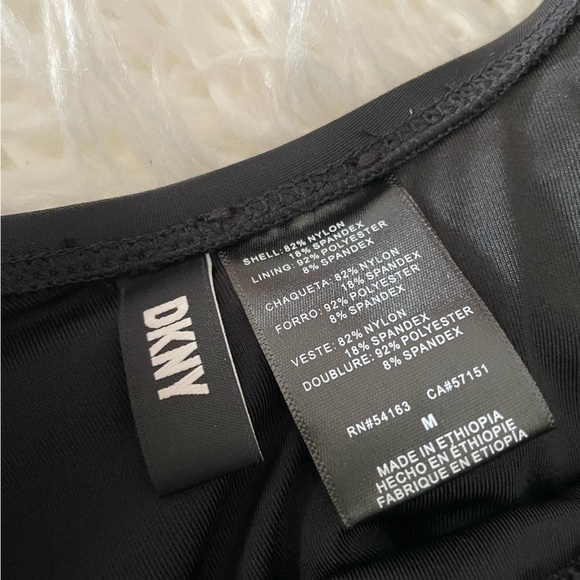 DKNY
SHELL: 82% NYLON
18% SPANDEX
LINING: 92% POLYESTER
8% SPANDEX
CHAQUETA: 82% NYLON
18% SPANDEX
FORRO: 92% POLYESTER
8% SPANDEX
VESTE: 82% NYLON
18% SPANDEX
DOUBLURE: 92% POLYESTER
8% SPANDEX
RN#54163 CA#57151
M
MADE IN ETHIOPIA
HECHO EN ÉTHIOPIE
FABRIQUE EN ETIOPÍA